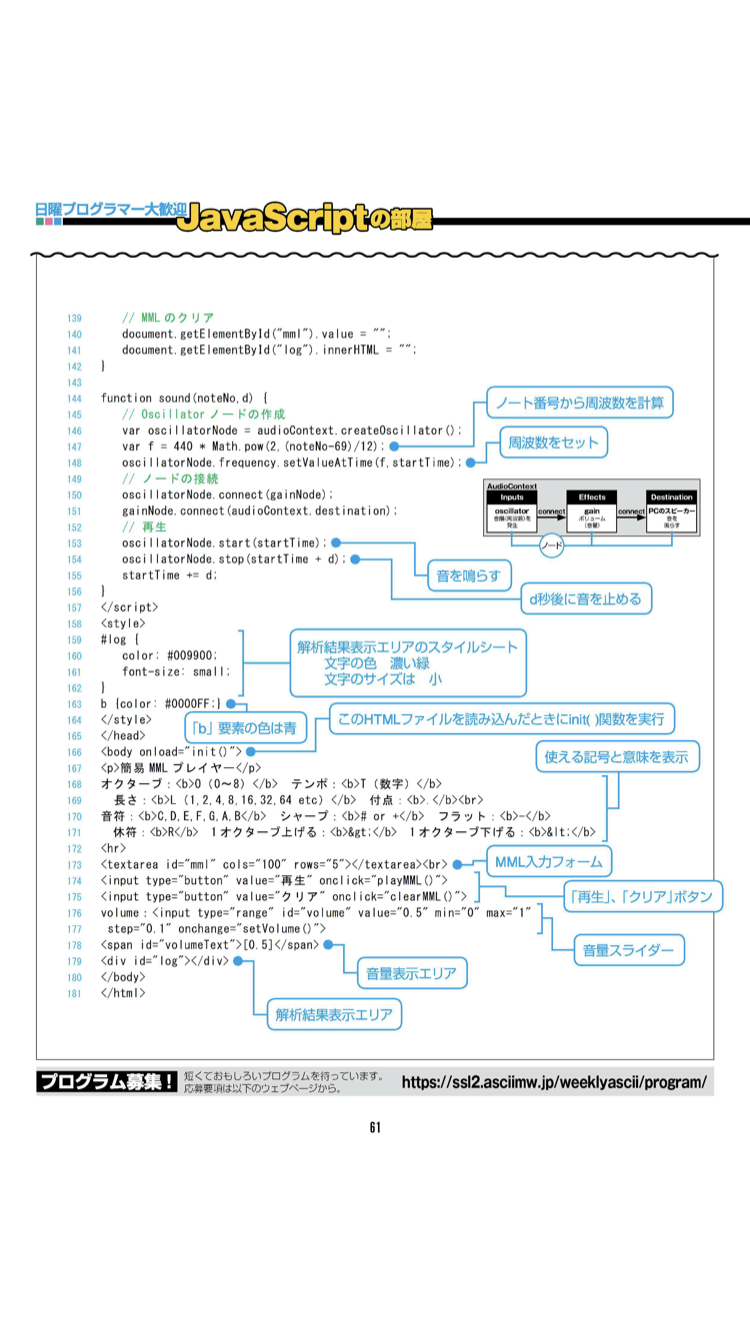 日曜プログラマー大歓迎
JavaScriptの部屋
139 // MML のクリア
140 document.getElementById("mml").value = "";
141 document.getElementById("log").innerHTML = "";
142 }
143
144 function sound(noteNo,d) {
145 // Oscillator ノードの作成
146 var oscillatorNode = audioContext.createOscillator();
147 var f = 440 * Math.pow(2,(noteNo-69)/12);
ノート番号から周波数を計算
148 oscillatorNode.frequency.setValueAtTime(f,startTime);
周波数をセット
149 // ノードの接続
150 oscillatorNode.connect(gainNode);
151 gainNode.connect(audioContext.destination);
AudioContext
Inputs Effects Destination
oscillator connect gain connect PCのスピーカー
音源(周波数)を ボリューム 音を
発生 (音量) 鳴らす
ノード
152 // 再生
153 oscillatorNode.start(startTime);
音を鳴らす
154 oscillatorNode.stop(startTime + d);
d秒後に音を止める
155 startTime += d;
156 }
157 </script>
158 <style>
159 #log {
160 color: #009900;
161 font-size: small;
162 }
解析結果表示エリアのスタイルシート
文字の色 濃い緑
文字のサイズは 小
163 b {color: #0000FF;}
「b」要素の色は青
164 </style>
165 </head>
166 <body onload="init()">
このHTMLファイルを読み込んだときにinit( )関数を実行
167 <p>簡易 MML プレイヤー</p>
168 オクターブ：<b>O (0〜8) </b> テンポ：<b>T (数字) </b>
169 長さ：<b>L (1,2,4,8,16,32,64 etc) </b> 付点：<b>.</b><br>
170 音符：<b>C,D,E,F,G,A,B</b> シャープ：<b># or +</b> フラット：<b>-</b>
171 休符：<b>R</b> 1オクターブ上げる：<b>&gt;</b> 1オクターブ下げる：<b>&lt;</b>
使える記号と意味を表示
172 <hr>
173 <textarea id="mml" cols="100" rows="5"></textarea><br>
MML入力フォーム
174 <input type="button" value="再生" onclick="playMML()">
175 <input type="button" value="クリア" onclick="clearMML()">
「再生」、「クリア」ボタン
176 volume：<input type="range" id="volume" value="0.5" min="0" max="1"
177 step="0.1" onchange="setVolume()">
音量スライダー
178 <span id="volumeText">[0.5]</span>
音量表示エリア
179 <div id="log"></div>
解析結果表示エリア
180 </body>
181 </html>
プログラム募集！
短くておもしろいプログラムを待っています。
応募要項は以下のウェブページから。
https://ssl2.asciimw.jp/weeklyascii/program/
61